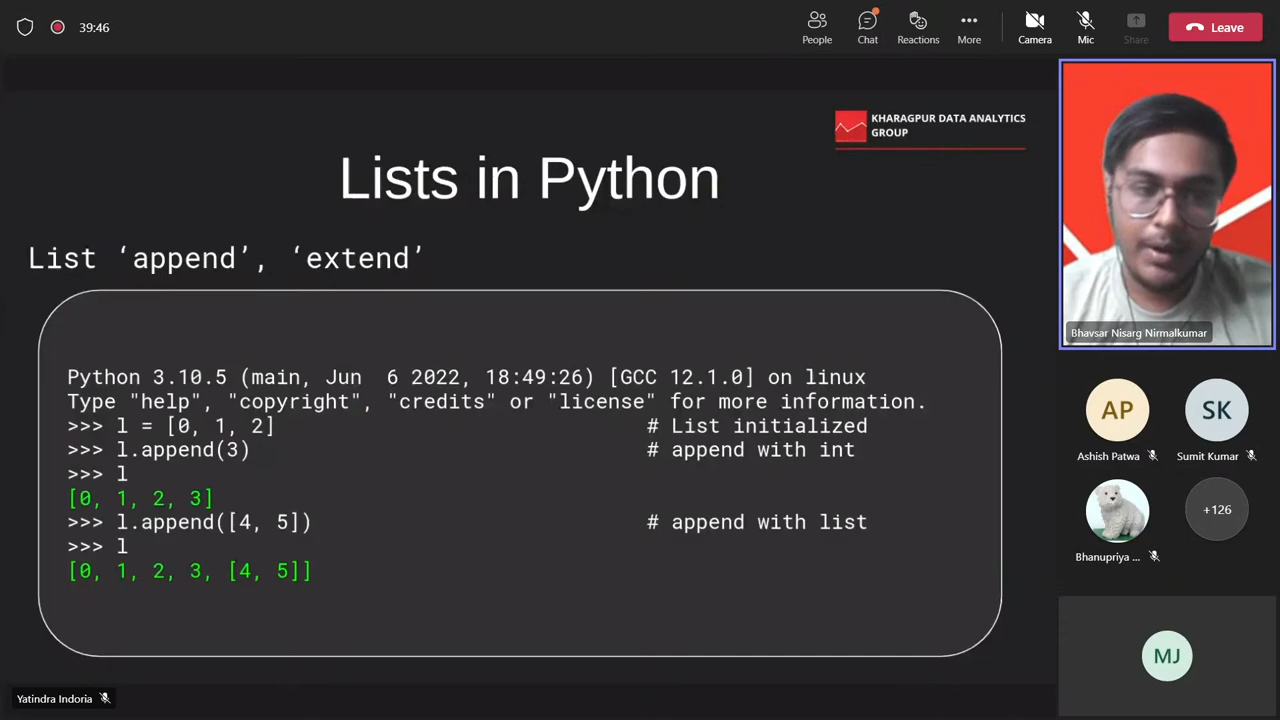 39:46
People
Chat
Reactions
More
Camera
Mic
Share
Leave
KHARAGPUR DATA ANALYTICS
GROUP
Lists in Python
List ‘append’, ‘extend’
Python 3.10.5 (main, Jun  6 2022, 18:49:26) [GCC 12.1.0] on linux
Type "help", "copyright", "credits" or "license" for more information.
>>> l = [0, 1, 2] # List initialized
>>> l.append(3) # append with int
>>> l
[0, 1, 2, 3]
>>> l.append([4, 5]) # append with list
>>> l
[0, 1, 2, 3, [4, 5]]
Bhavsar Nisarg Nirmalkumar
AP
SK
Ashish Patwa
Sumit Kumar
+126
Bhanupriya ...
MJ
Yatindra Indoria